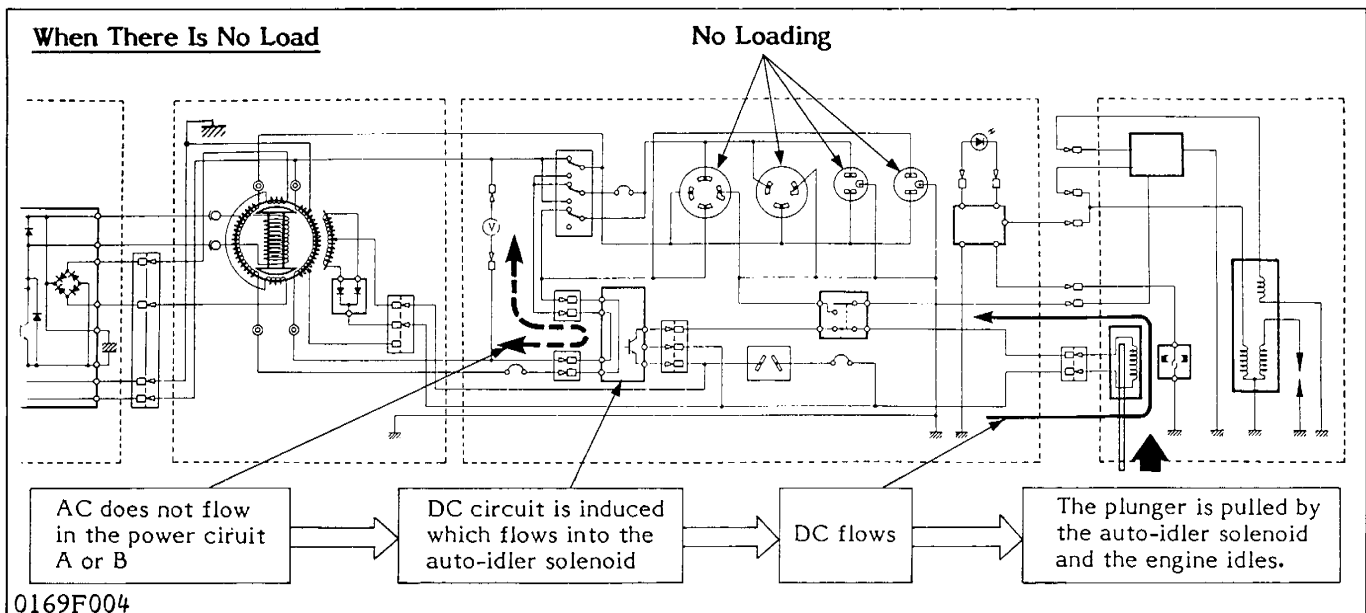 When There Is No Load
No Loading
V
AC does not flow
in the power ciruit
A or B
DC circuit is induced
which flows into the
auto-idler solenoid
DC flows
The plunger is pulled by
the auto-idler solenoid
and the engine idles.
0169F004